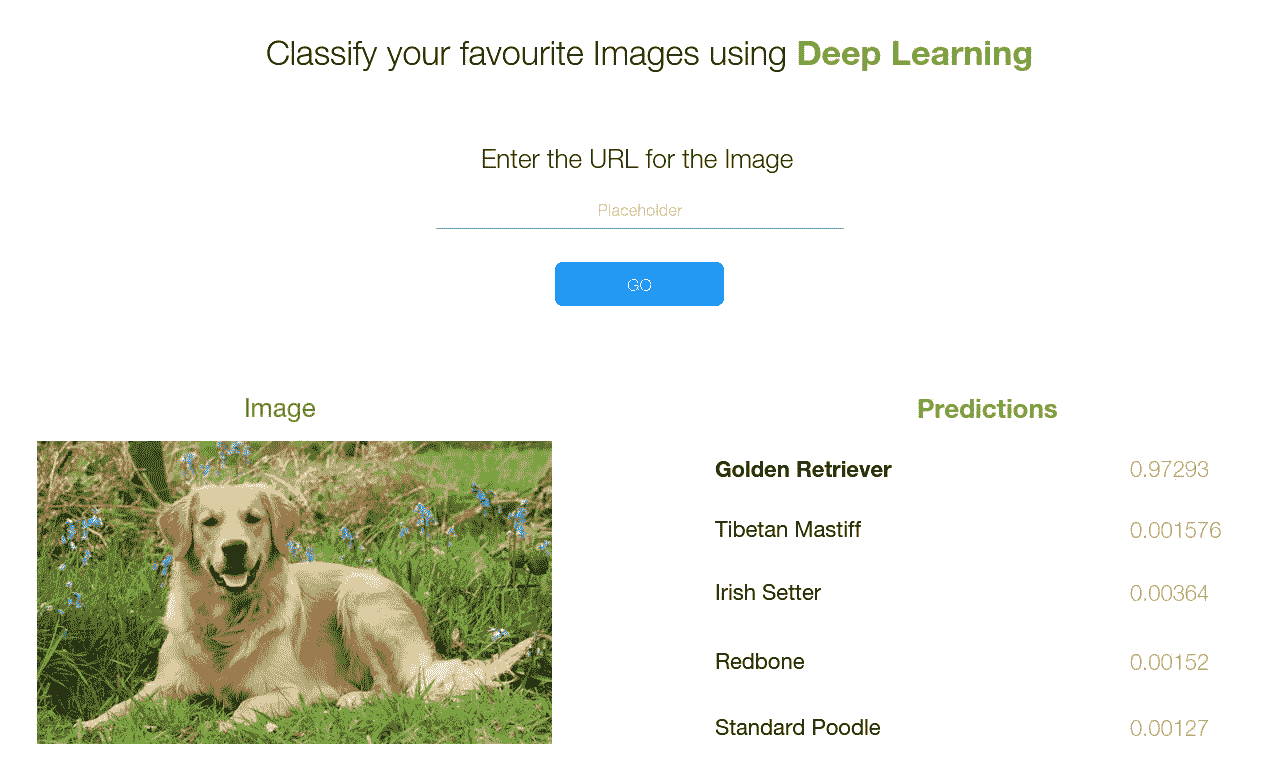 Classify your favourite Images using Deep Learning
Enter the URL for the Image
Placeholder
GO
Image
Predictions
Golden Retriever 0.97293
Tibetan Mastiff 0.001576
Irish Setter 0.00364
Redbone 0.00152
Standard Poodle 0.00127